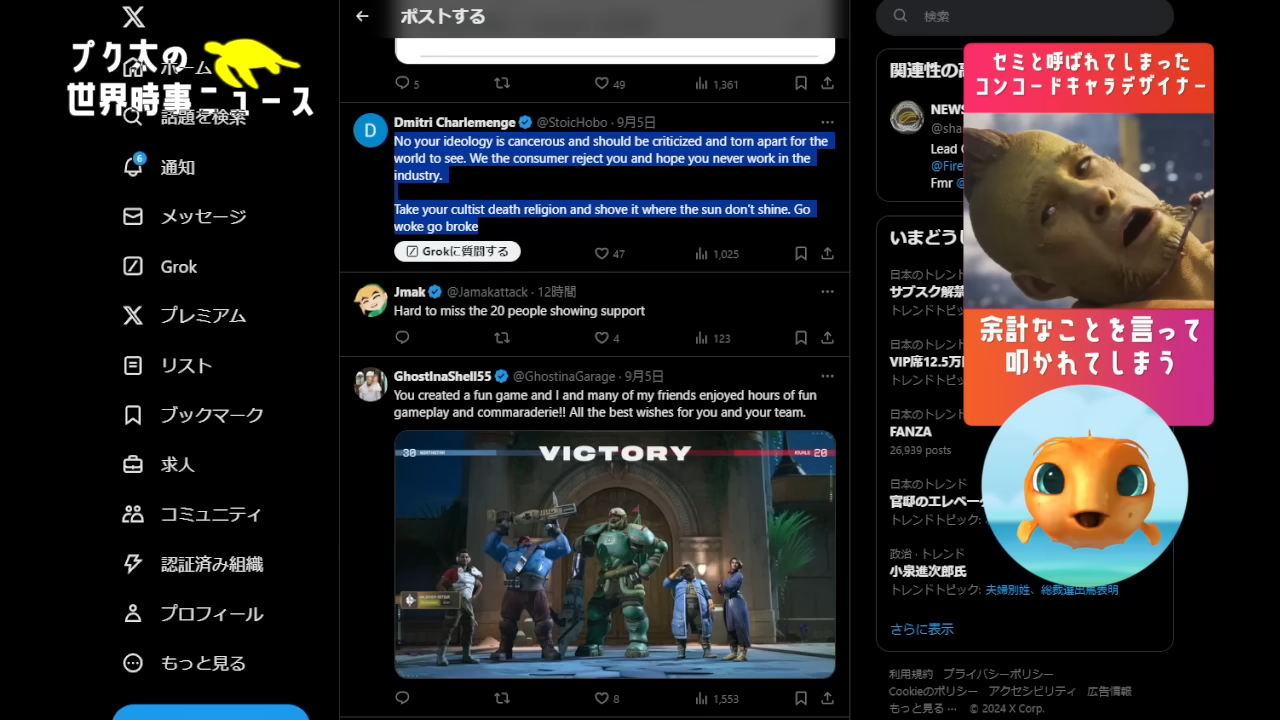 プク太の
世界時事ニュース
ホーム
話題を検索
6
通知
メッセージ
Grok
プレミアム
リスト
ブックマーク
求人
コミュニティ
認証済み組織
プロフィール
もっと見る
ポストする
5
49
1,361
D
Dmitri Charlemenge @StoicHobo · 9月5日
No your ideology is cancerous and should be criticized and torn apart for the
world to see. We the consumer reject you and hope you never work in the
industry.
Take your cultist death religion and shove it where the sun don't shine. Go
woke go broke
Grokに質問する
47
1,025
Jmak @Jamakattack · 12時間
Hard to miss the 20 people showing support
4
123
GhostInaShell55 @GhostinaGarage · 9月5日
You created a fun game and I and many of my friends enjoyed hours of fun
gameplay and commaraderie!! All the best wishes for you and your team.
30
VICTORY
20
8
1,553
検索
関連性の高
NEWS
@sha
Lead C
@Fire
Fmr @
いまどうし
日本のトレンド
サブスク解禁
トレンドトピ
日本のトレンド
VIP席12.5万
トレンドトピ
日本のトレンド
FANZA
26,939 posts
日本のトレンド
官邸のエレベー
トレンドトピック:
政治・トレンド
小泉進次郎氏
トレンドトピック: 夫婦別姓、総裁選出馬表明
さらに表示
利用規約 プライバシーポリシー
Cookieのポリシー アクセシビリティ 広告情報
もっと見る … © 2024 X Corp.
セミと呼ばれてしまった
コンコードキャラデザイナー
余計なことを言って
叩かれてしまう